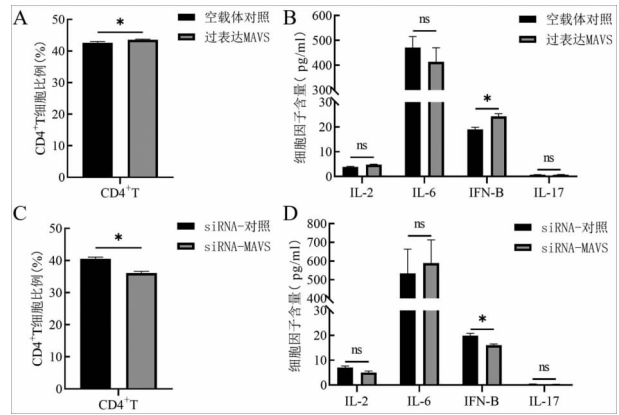 A
*
空载体对照
过表达MAVS
CD4+T细胞比例(%)
50
40
30
20
10
0
CD4+T
B
ns
空载体对照
过表达MAVS
细胞因子含量( pg/ml)
600
500
400
300
30
20
10
0
ns
*
ns
IL-2
IL-6
IFN-B
IL-17
C
*
siRNA-对照
siRNA-MAVS
CD4+T细胞比例(%)
50
40
30
20
10
0
CD4+T
D
ns
siRNA-对照
siRNA-MAVS
细胞因子含量( pg/ml)
800
700
600
500
400
300
40
20
10
0
ns
*
ns
IL-2
IL-6
IFN-B
IL-17